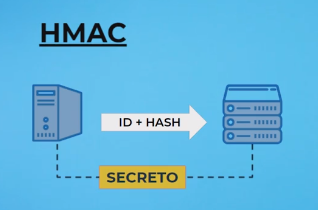 HMAC
ID + HASH
SECRETO